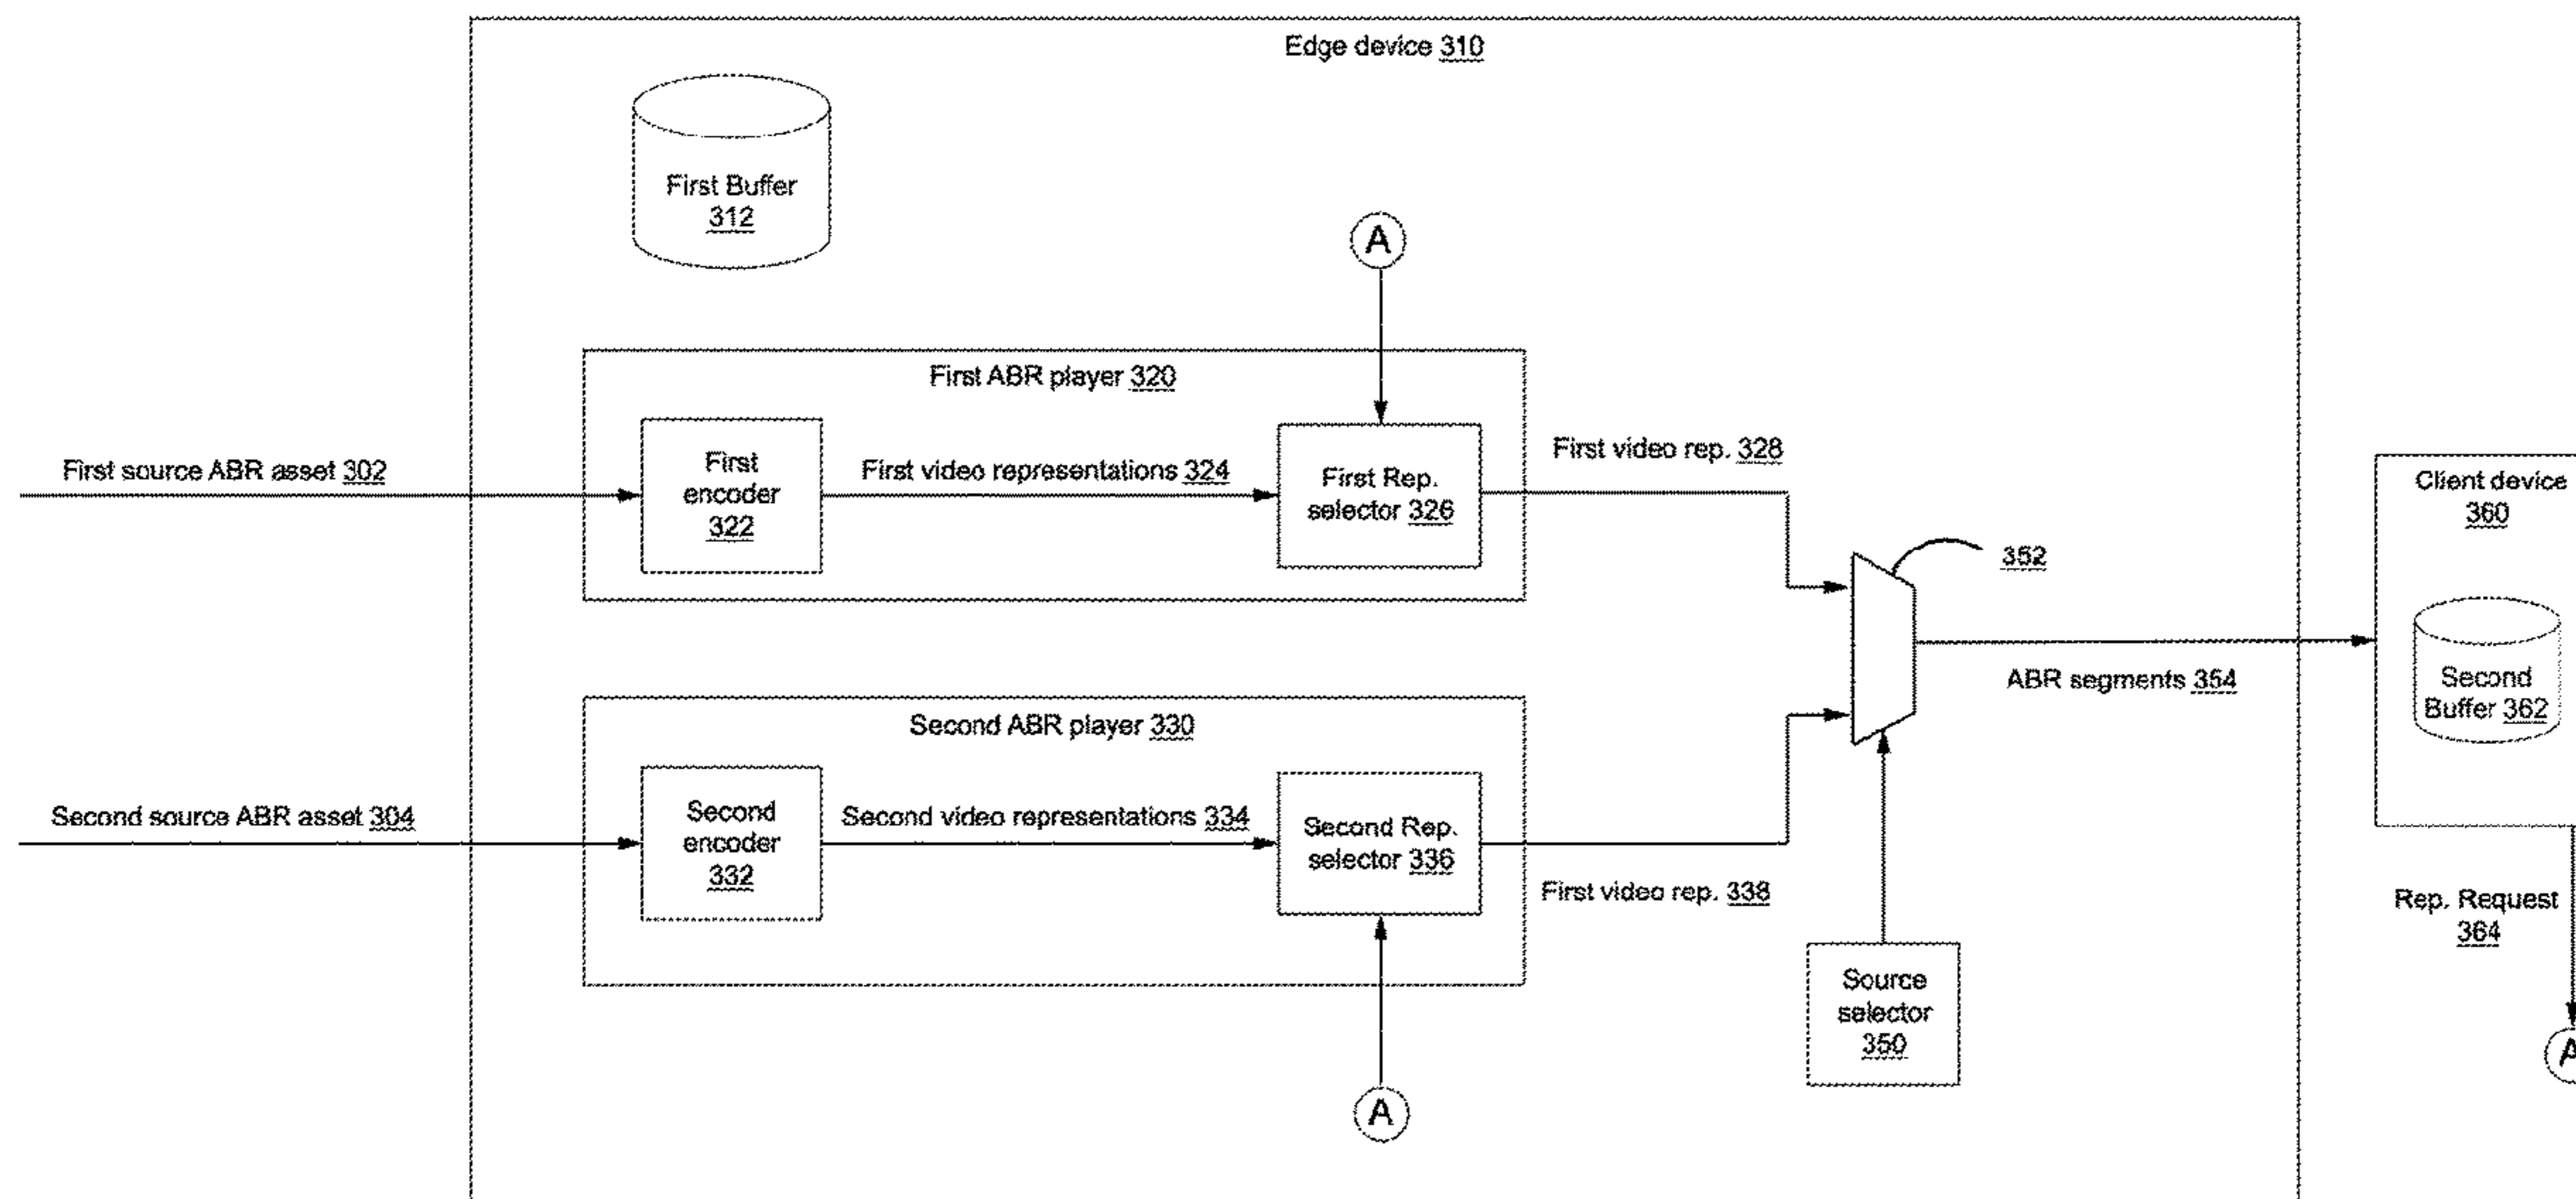 Edge device 310
First Buffer
312
A
First ABR player 320
First source ABR asset 302
First
encoder
322
First video representations 324
First Rep.
selector 326
First video rep. 328
352
Client device
360
Second
Buffer 362
ABR segments 354
Second ABR player 330
Second source ABR asset 304
Second
encoder
332
Second video representations 334
Second Rep.
selector 336
First video rep. 338
Rep. Request
364
Source
selector
350
A
A